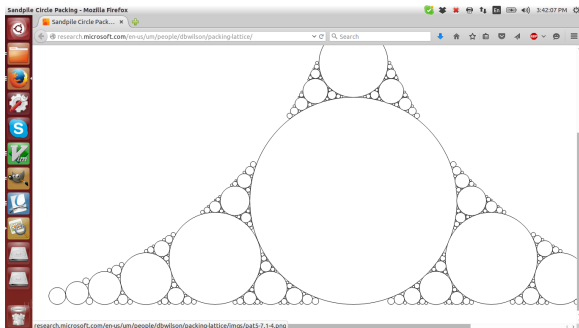 Sandpile Circle Packing - Mozilla Firefox
En
3:42:07 PM
Sandpile Circle Pack...
research.microsoft.com/en-us/um/people/dbwilson/packing-lattice/
Search
research.microsoft.com/en-us/um/people/dbwilson/packing-lattice/imgs/pat5-7.1-4.png